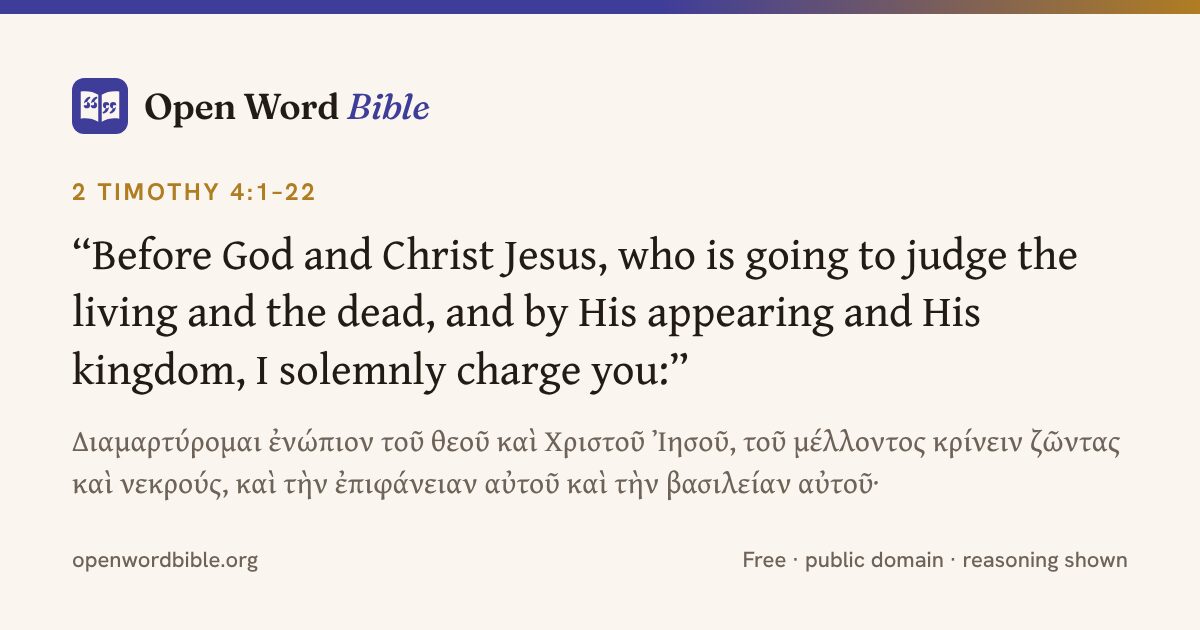 Open Word Bible
2 TIMOTHY 4:1–22
“Before God and Christ Jesus, who is going to judge the
living and the dead, and by His appearing and His
kingdom, I solemnly charge you:”
Διαμαρτύρομαι ἐνώπιον τοῦ θεοῦ καὶ Χριστοῦ Ἰησοῦ, τοῦ μέλλοντος κρίνειν ζῶντας
καὶ νεκρούς, καὶ τὴν ἐπιφάνειαν αὐτοῦ καὶ τὴν βασιλείαν αὐτοῦ·
openwordbible.org
Free · public domain · reasoning shown